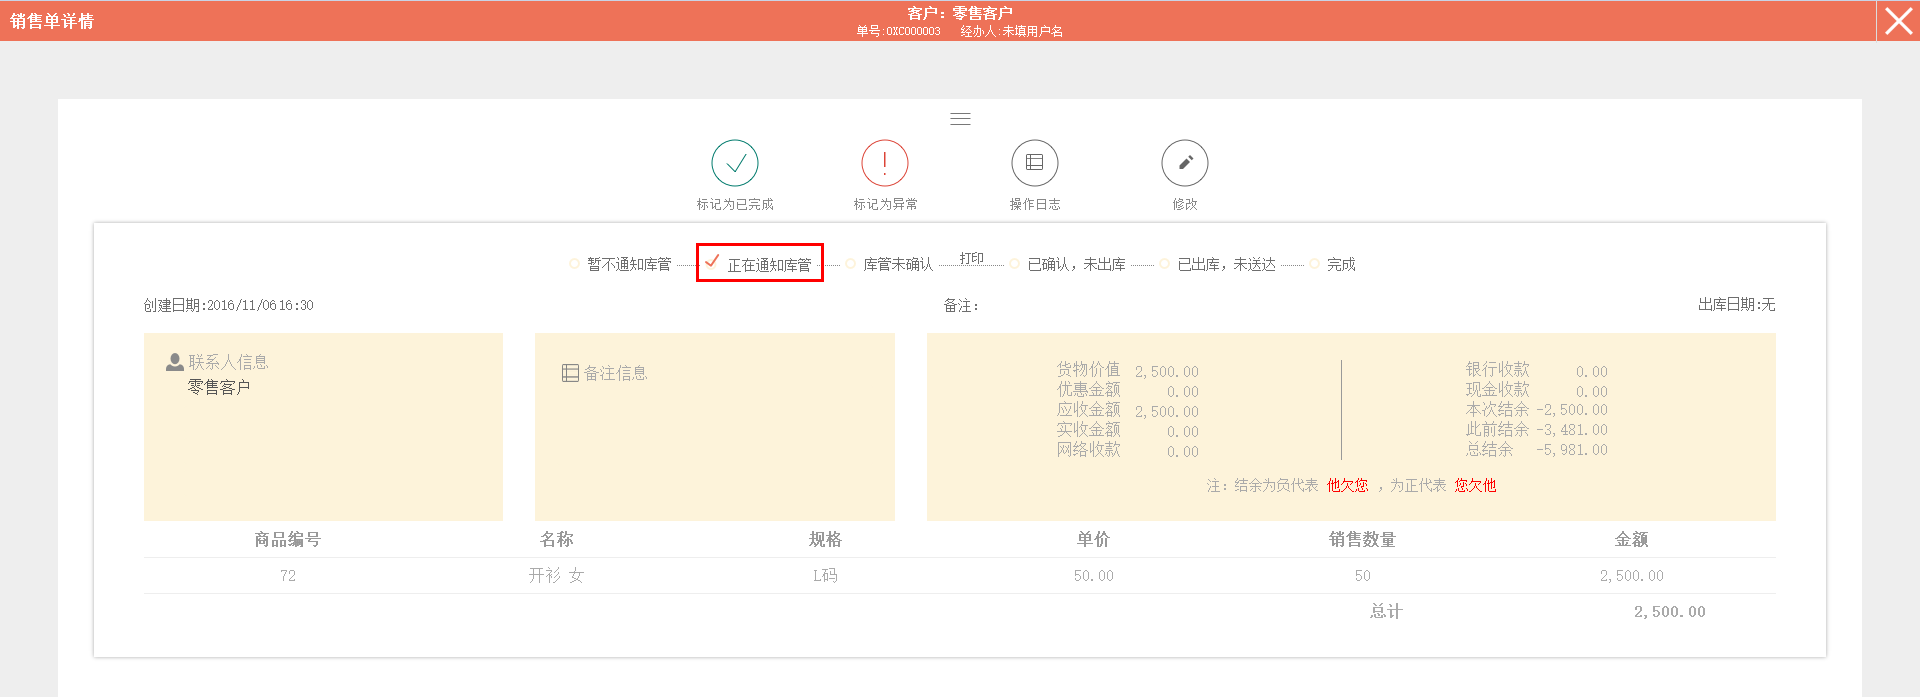 销售单详情
客户：零售客户
单号:0XC000003 经办人:未填用户名
标记为已完成 标记为异常 操作日志 修改
暂不通知库管 正在通知库管 库管未确认 打印 已确认，未出库 已出库，未送达 完成
创建日期:2016/11/06 16:30 备注： 出库日期:无
联系人信息
零售客户
备注信息
货物价值 2,500.00
优惠金额 0.00
应收金额 2,500.00
实收金额 0.00
网络收款 0.00
银行收款 0.00
现金收款 0.00
本次结余 -2,500.00
此前结余 -3,481.00
总结余 -5,981.00
注：结余为负代表 他欠您 ，为正代表 您欠他
商品编号 名称 规格 单价 销售数量 金额
72 开衫 女 L码 50.00 50 2,500.00
总计 2,500.00